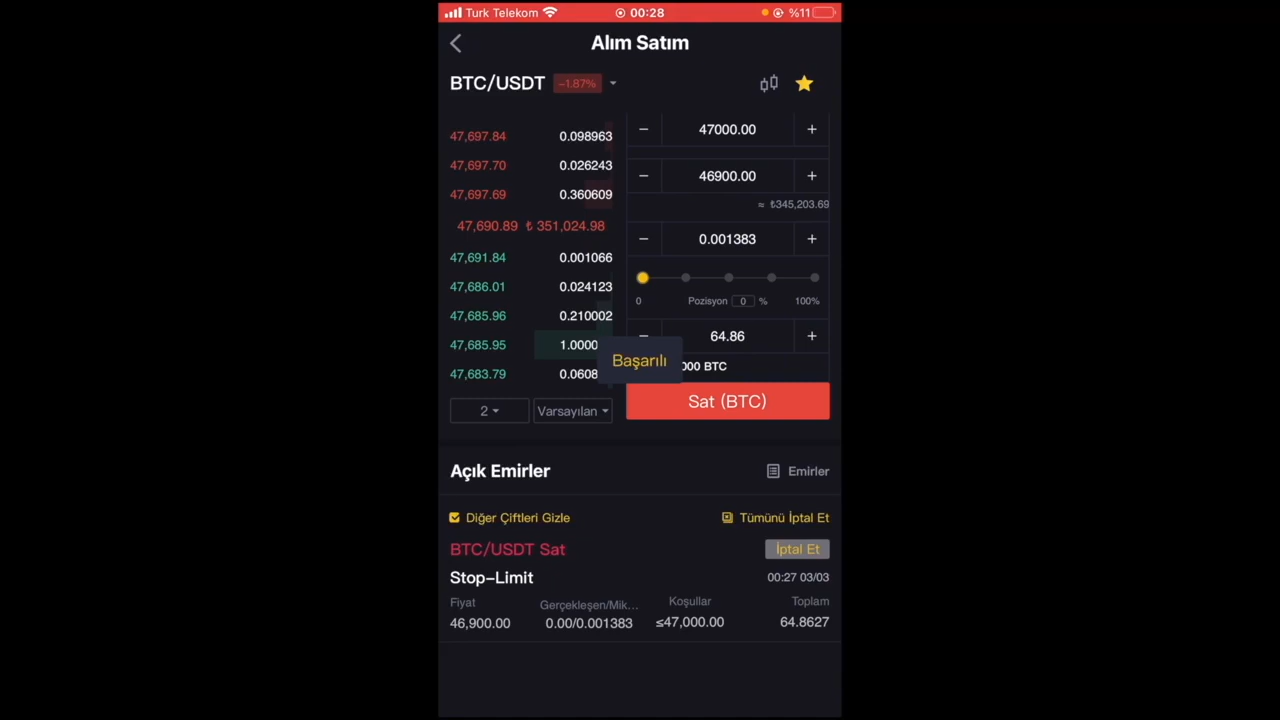 Turk Telekom 00:28 %11
Alım Satım
BTC/USDT -1.87%
47,697.84 0.098963
47,697.70 0.026243
47,697.69 0.360609
47,690.89 ₺ 351,024.98
47,691.84 0.001066
47,686.01 0.024123
47,685.96 0.210002
47,685.95 1.0000
47,683.79 0.0608
2 Varsayılan
− 47000.00 +
− 46900.00 +
≈ ₺345,203.69
− 0.001383 +
0 Pozisyon 0 % 100%
− 64.86 +
Başarılı
000 BTC
Sat (BTC)
Açık Emirler Emirler
Diğer Çiftleri Gizle Tümünü İptal Et
BTC/USDT Sat İptal Et
Stop-Limit 00:27 03/03
Fiyat Gerçekleşen/Mik... Koşullar Toplam
46,900.00 0.00/0.001383 ≤47,000.00 64.8627